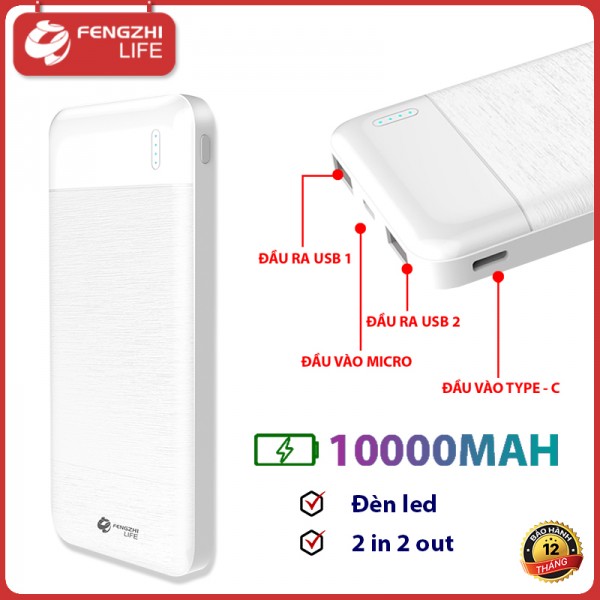 FENGZHI
LIFE
ĐẦU RA USB 1
ĐẦU RA USB 2
ĐẦU VÀO MICRO
ĐẦU VÀO TYPE - C
10000MAH
Đèn led
2 in 2 out
FENGZHI
LIFE
BẢO HÀNH
12
THÁNG